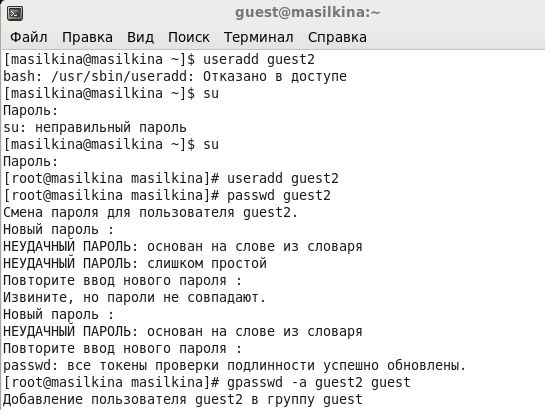 guest@masilkina:~
Файл Правка Вид Поиск Терминал Справка
[masilkina@masilkina ~]$ useradd guest2
bash: /usr/sbin/useradd: Отказано в доступе
[masilkina@masilkina ~]$ su
Пароль:
su: неправильный пароль
[masilkina@masilkina ~]$ su
Пароль:
[root@masilkina masilkina]# useradd guest2
[root@masilkina masilkina]# passwd guest2
Смена пароля для пользователя guest2.
Новый пароль :
НЕУДАЧНЫЙ ПАРОЛЬ: основан на слове из словаря
НЕУДАЧНЫЙ ПАРОЛЬ: слишком простой
Повторите ввод нового пароля :
Извините, но пароли не совпадают.
Новый пароль :
НЕУДАЧНЫЙ ПАРОЛЬ: основан на слове из словаря
Повторите ввод нового пароля :
passwd: все токены проверки подлинности успешно обновлены.
[root@masilkina masilkina]# gpasswd -a guest2 guest
Добавление пользователя guest2 в группу guest